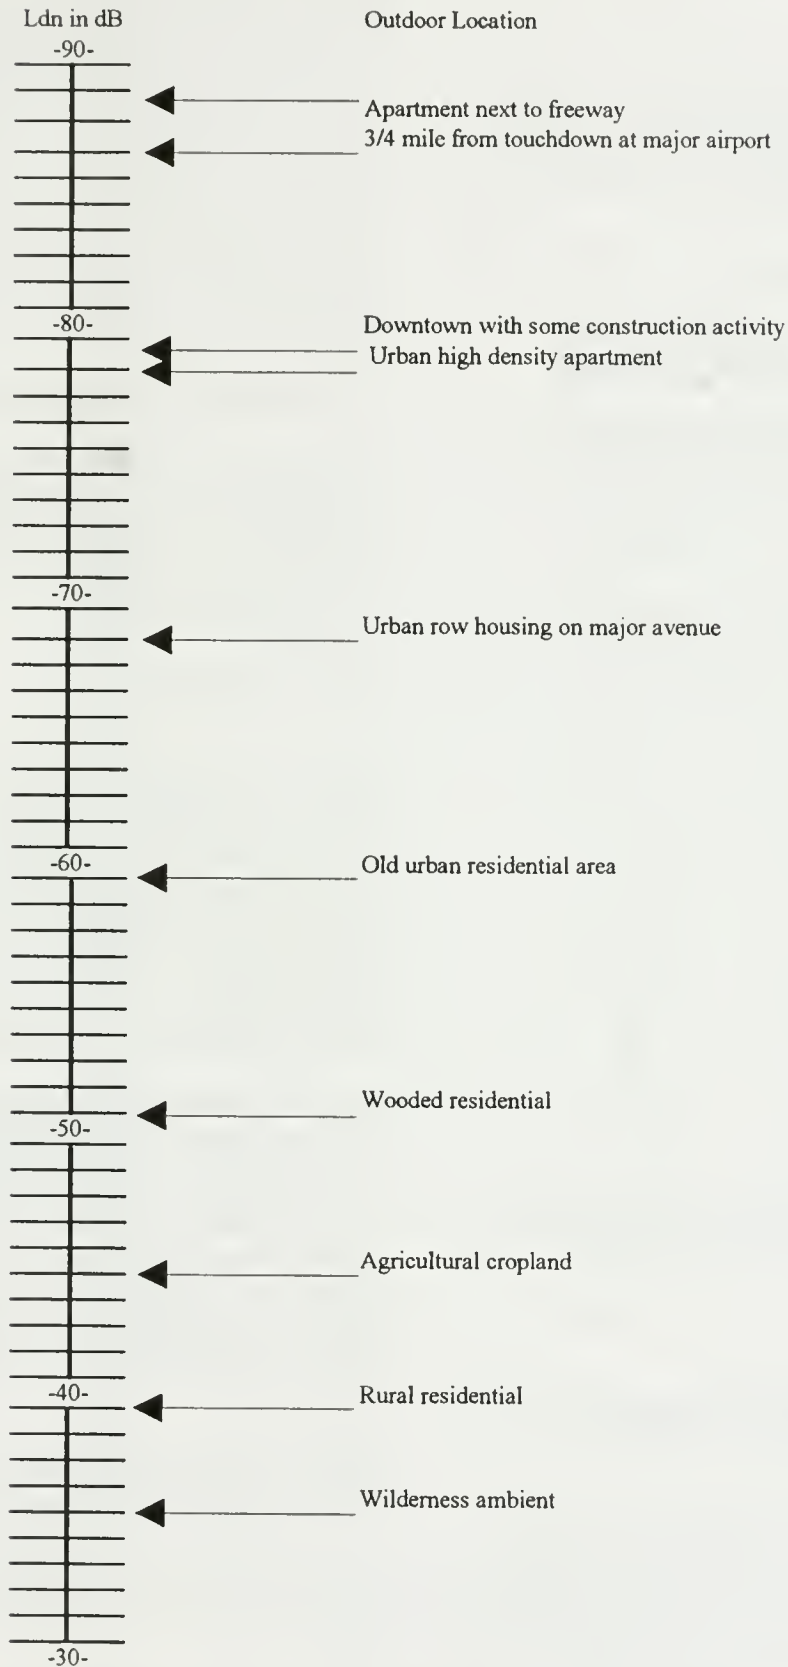 Ldn in dB Outdoor Location
-90-
Apartment next to freeway
3/4 mile from touchdown at major airport
-80-
Downtown with some construction activity
Urban high density apartment
-70-
Urban row housing on major avenue
-60-
Old urban residential area
Wooded residential
-50-
Agricultural cropland
-40-
Rural residential
Wilderness ambient
-30-